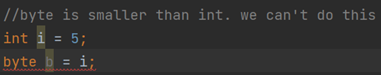 //byte is smaller than int. we can't do this
int i = 5;
byte b = i;